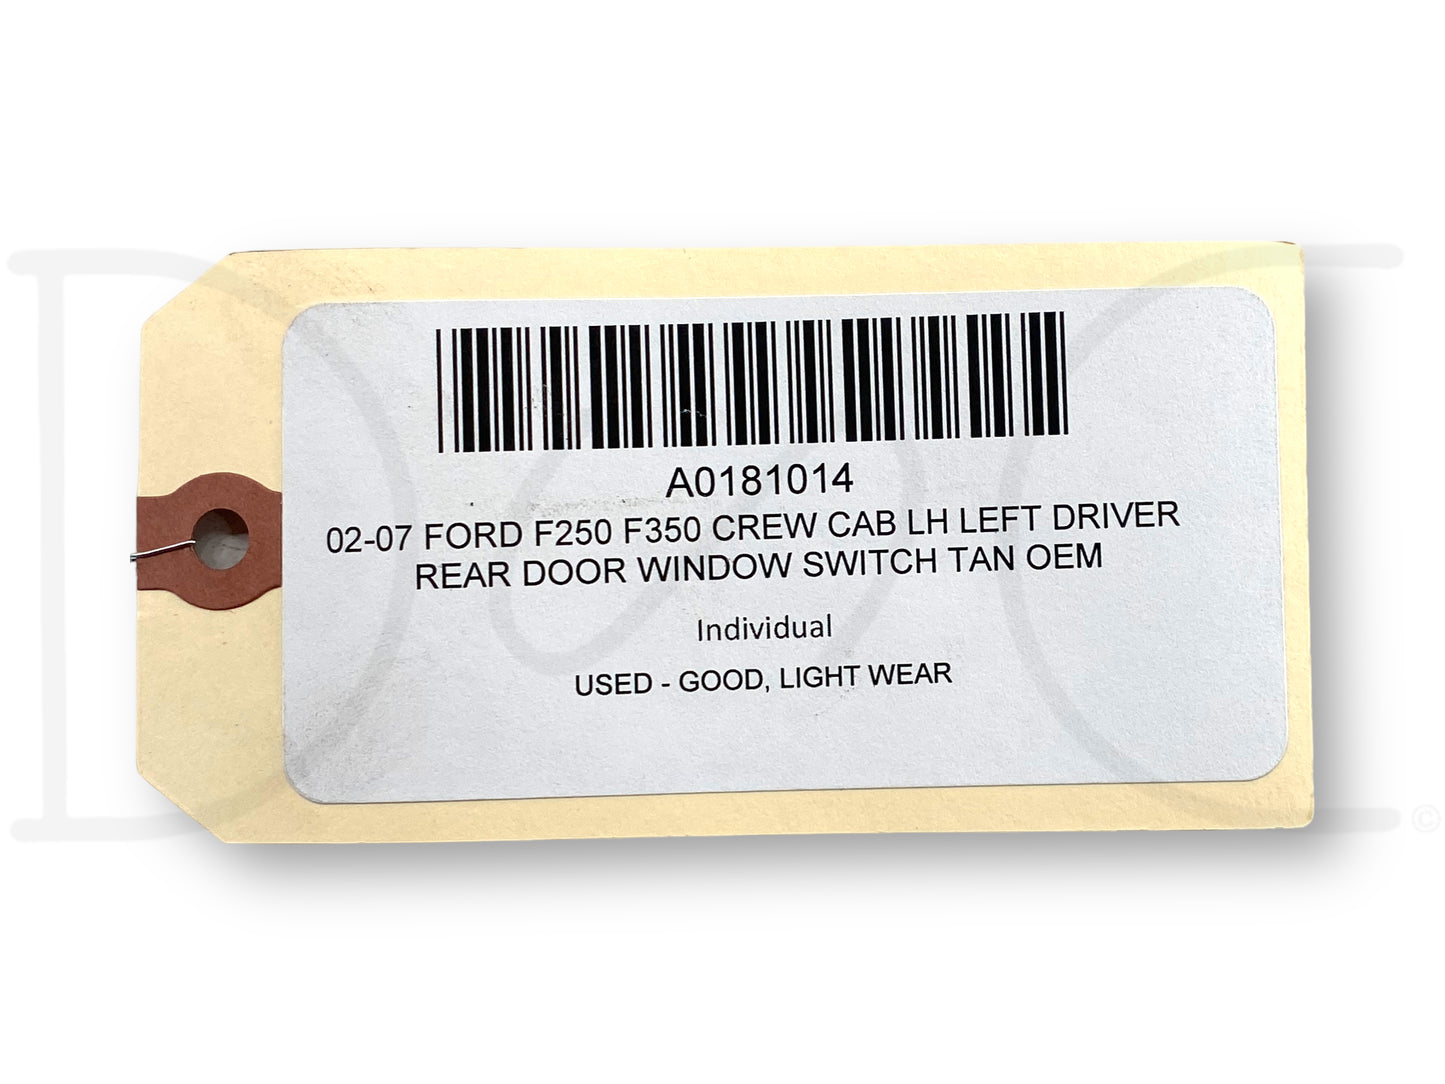 A0181014
02-07 FORD F250 F350 CREW CAB LH LEFT DRIVER
REAR DOOR WINDOW SWITCH TAN OEM
Individual
USED - GOOD, LIGHT WEAR
©